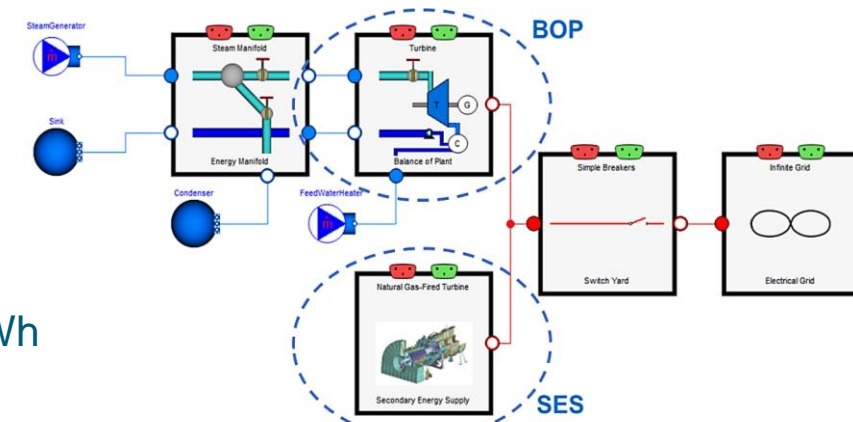 SteamGenerator
Steam Manifold
Turbine
BOP
ṁ
T
G
C
Sink
Energy Manifold
Balance of Plant
Simple Breakers
Infinite Grid
Condenser
FeedWaterHeater
ṁ
Switch Yard
Electrical Grid
Natural Gas-Fired Turbine
Wh
Secondary Energy Supply
SES